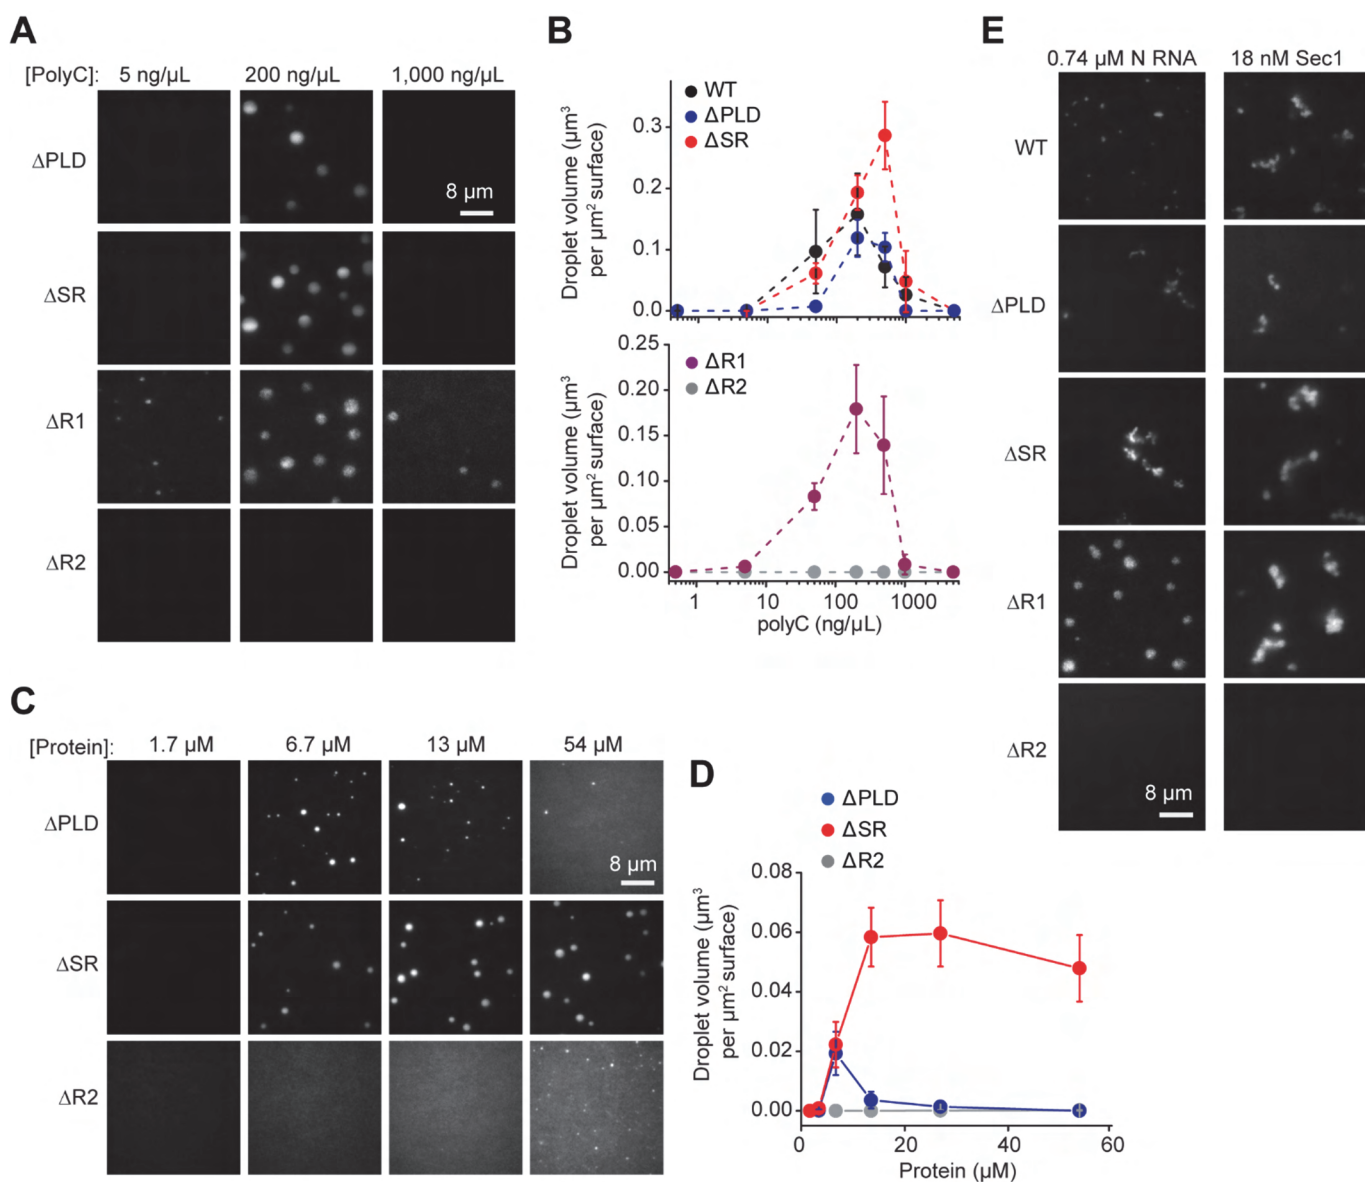 A
[PolyC]: 5 ng/µL 200 ng/µL 1,000 ng/µL
ΔPLD
8 µm
ΔSR
ΔR1
ΔR2
B
WT
ΔPLD
ΔSR
Droplet volume (µm³
per µm² surface)
0.3
0.2
0.1
0.0
ΔR1
ΔR2
Droplet volume (µm³
per µm² surface)
0.25
0.20
0.15
0.10
0.05
0.00
1 10 100 1000
polyC (ng/µL)
C
[Protein]: 1.7 µM 6.7 µM 13 µM 54 µM
ΔPLD
8 µm
ΔSR
ΔR2
D
ΔPLD
ΔSR
ΔR2
Droplet volume (µm³
per µm² surface)
0.08
0.06
0.04
0.02
0.00
0 20 40 60
Protein (µM)
E
0.74 µM N RNA 18 nM Sec1
WT
ΔPLD
ΔSR
ΔR1
ΔR2
8 µm